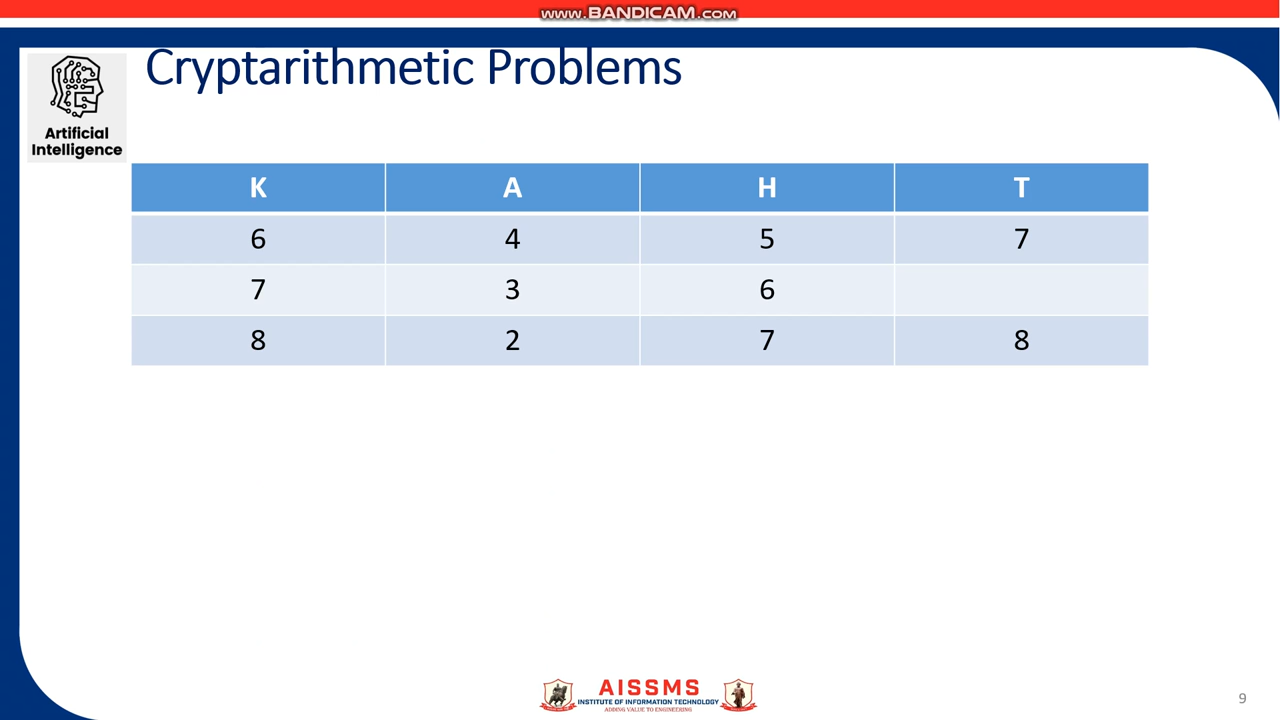 www.BANDICAM.com
Cryptarithmetic Problems
Artificial
Intelligence
K A H T
6 4 5 7
7 3 6
8 2 7 8
AISSMS
INSTITUTE OF INFORMATION TECHNOLOGY
ADDING VALUE TO ENGINEERING
9